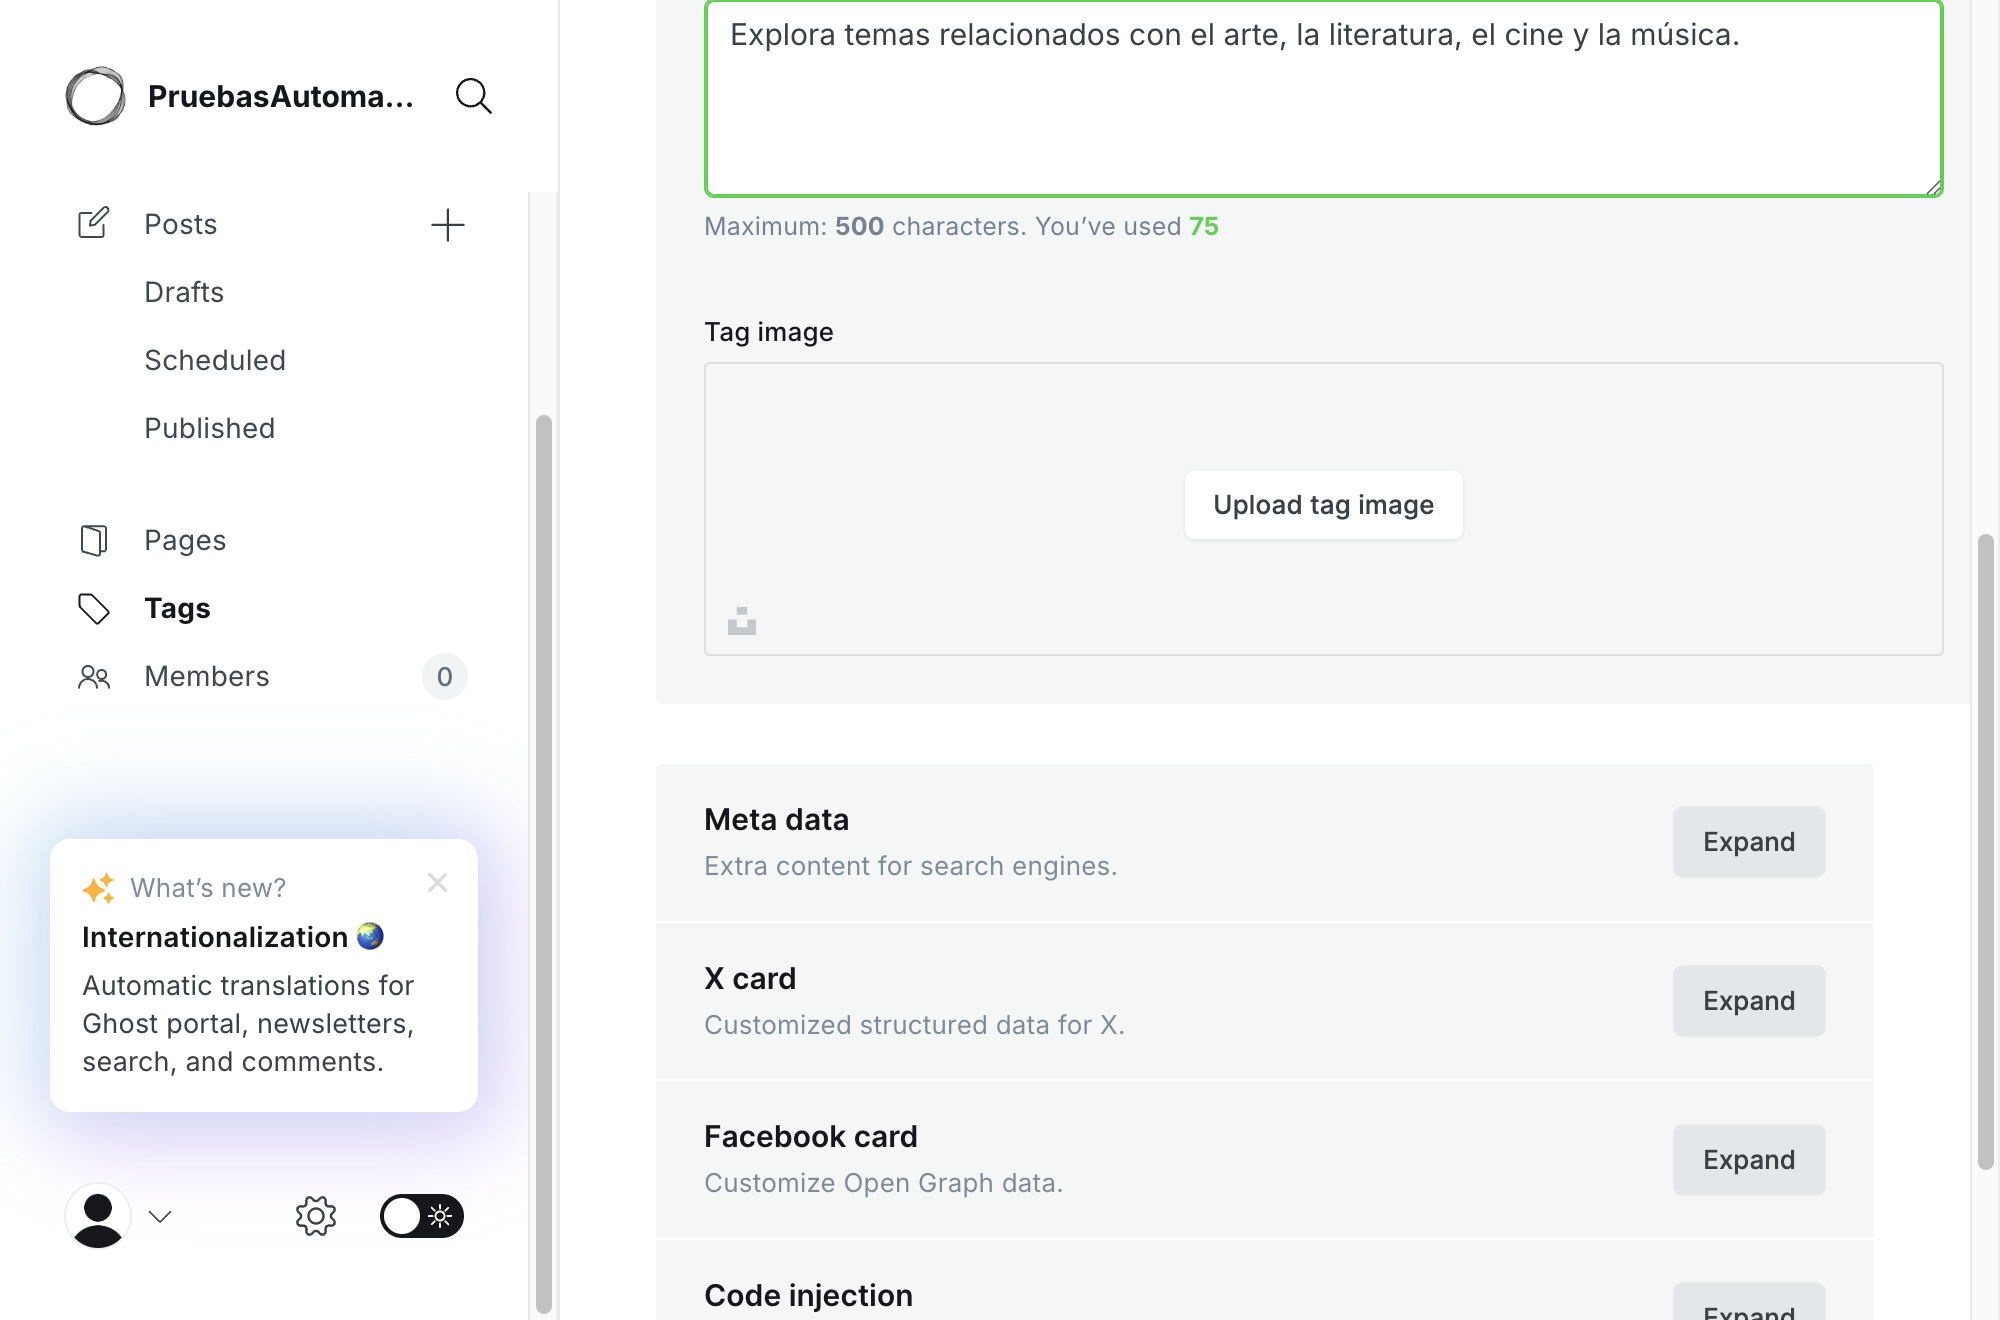 PruebasAutoma...
Posts
Drafts
Scheduled
Published
Pages
Tags
Members
0
What’s new?
Internationalization
Automatic translations for
Ghost portal, newsletters,
search, and comments.
Explora temas relacionados con el arte, la literatura, el cine y la música.
Maximum: 500 characters. You’ve used 75
Tag image
Upload tag image
Meta data
Extra content for search engines.
Expand
X card
Customized structured data for X.
Expand
Facebook card
Customize Open Graph data.
Expand
Code injection
Expand